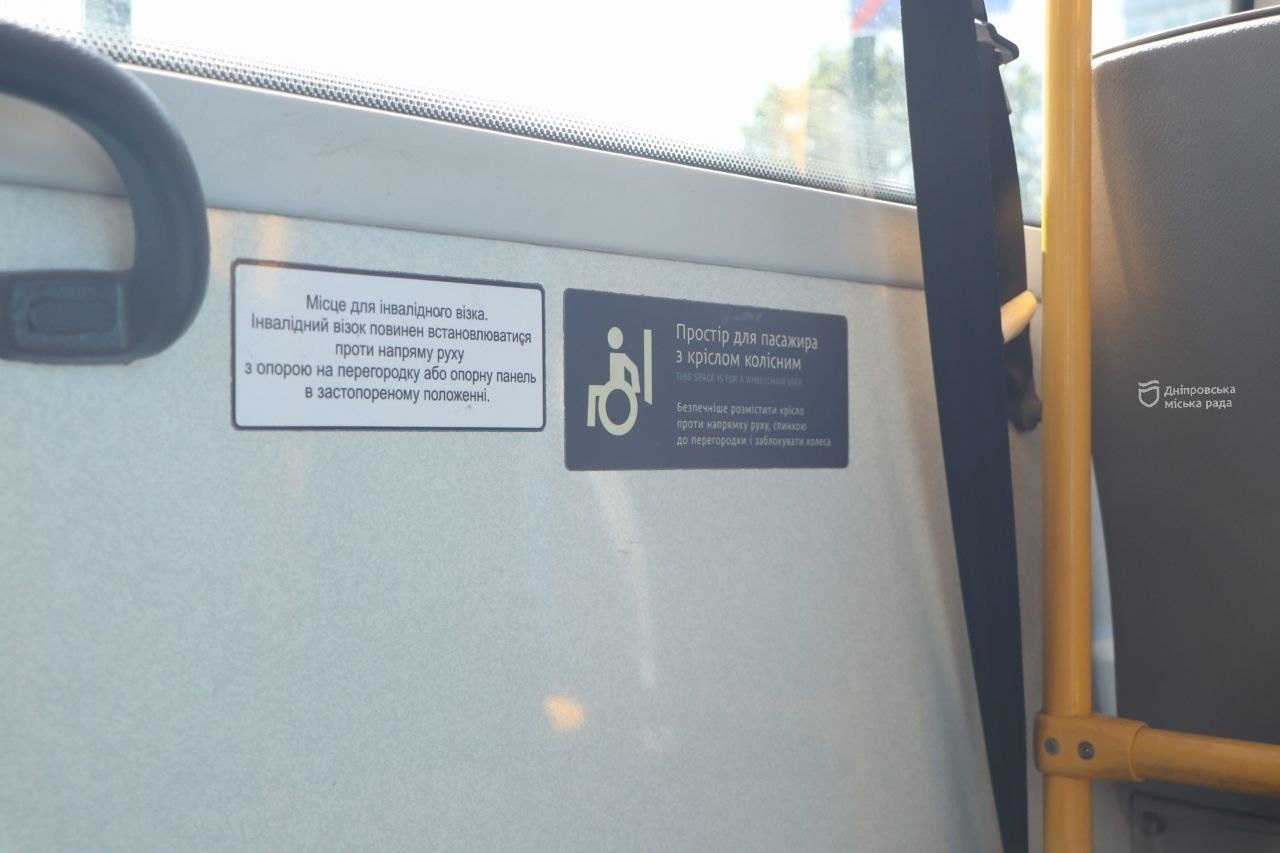 Місце для інвалідного візка.
Інвалідний візок повинен встановлюватися
проти напряму руху
з опорою на перегородку або опорну панель
в застопореному положенні.
Простір для пасажира
з кріслом колісним
THIS SPACE IS FOR A WHEELCHAIR USER
Безпечніше розмістити крісло
проти напрямку руху, спинкою
до перегородки і заблокувати колеса
Дніпровська
міська рада